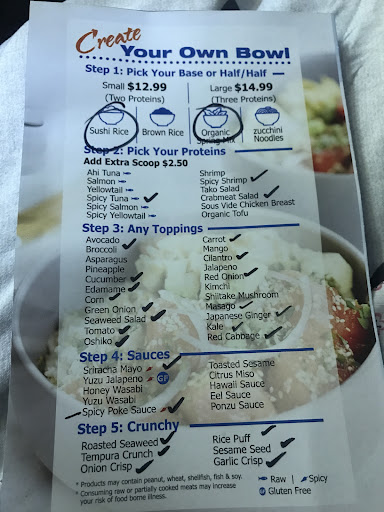 Create
Your Own Bowl
Step 1: Pick Your Base or Half/Half
Small $12.99
(Two Proteins)
Large $14.99
(Three Proteins)
Sushi Rice
Brown Rice
Organic
Spring Mix
zucchini
Noodles
Step 2: Pick Your Proteins
Add Extra Scoop $2.50
Ahi Tuna
Salmon
Yellowtail
Spicy Tuna
Spicy Salmon
Spicy Yellowtail
Shrimp
Spicy Shrimp
Tako Salad
Crabmeat Salad
Sous Vide Chicken Breast
Organic Tofu
Step 3: Any Toppings
Avocado
Broccoli
Asparagus
Pineapple
Cucumber
Edamame
Corn
Green Onion
Seaweed Salad
Tomato
Oshiko
Carrot
Mango
Cilantro
Jalapeno
Red Onion
Kimchi
Shiitake Mushroom
Masago
Japanese Ginger
Kale
Red Cabbage
Step 4: Sauces
Sriracha Mayo
Yuzu Jalapeno GF
Honey Wasabi
Yuzu Wasabi
Spicy Poke Sauce
Toasted Sesame
Citrus Miso
Hawaii Sauce
Eel Sauce
Ponzu Sauce
Step 5: Crunchy
Roasted Seaweed
Tempura Crunch
Onion Crisp
Rice Puff
Sesame Seed
Garlic Crisp
* Products may contain peanut, wheat, shellfish, fish & soy.
* Consuming raw or partially cooked meats may increase
your risk of food borne illness.
Raw | Spicy
GF Gluten Free